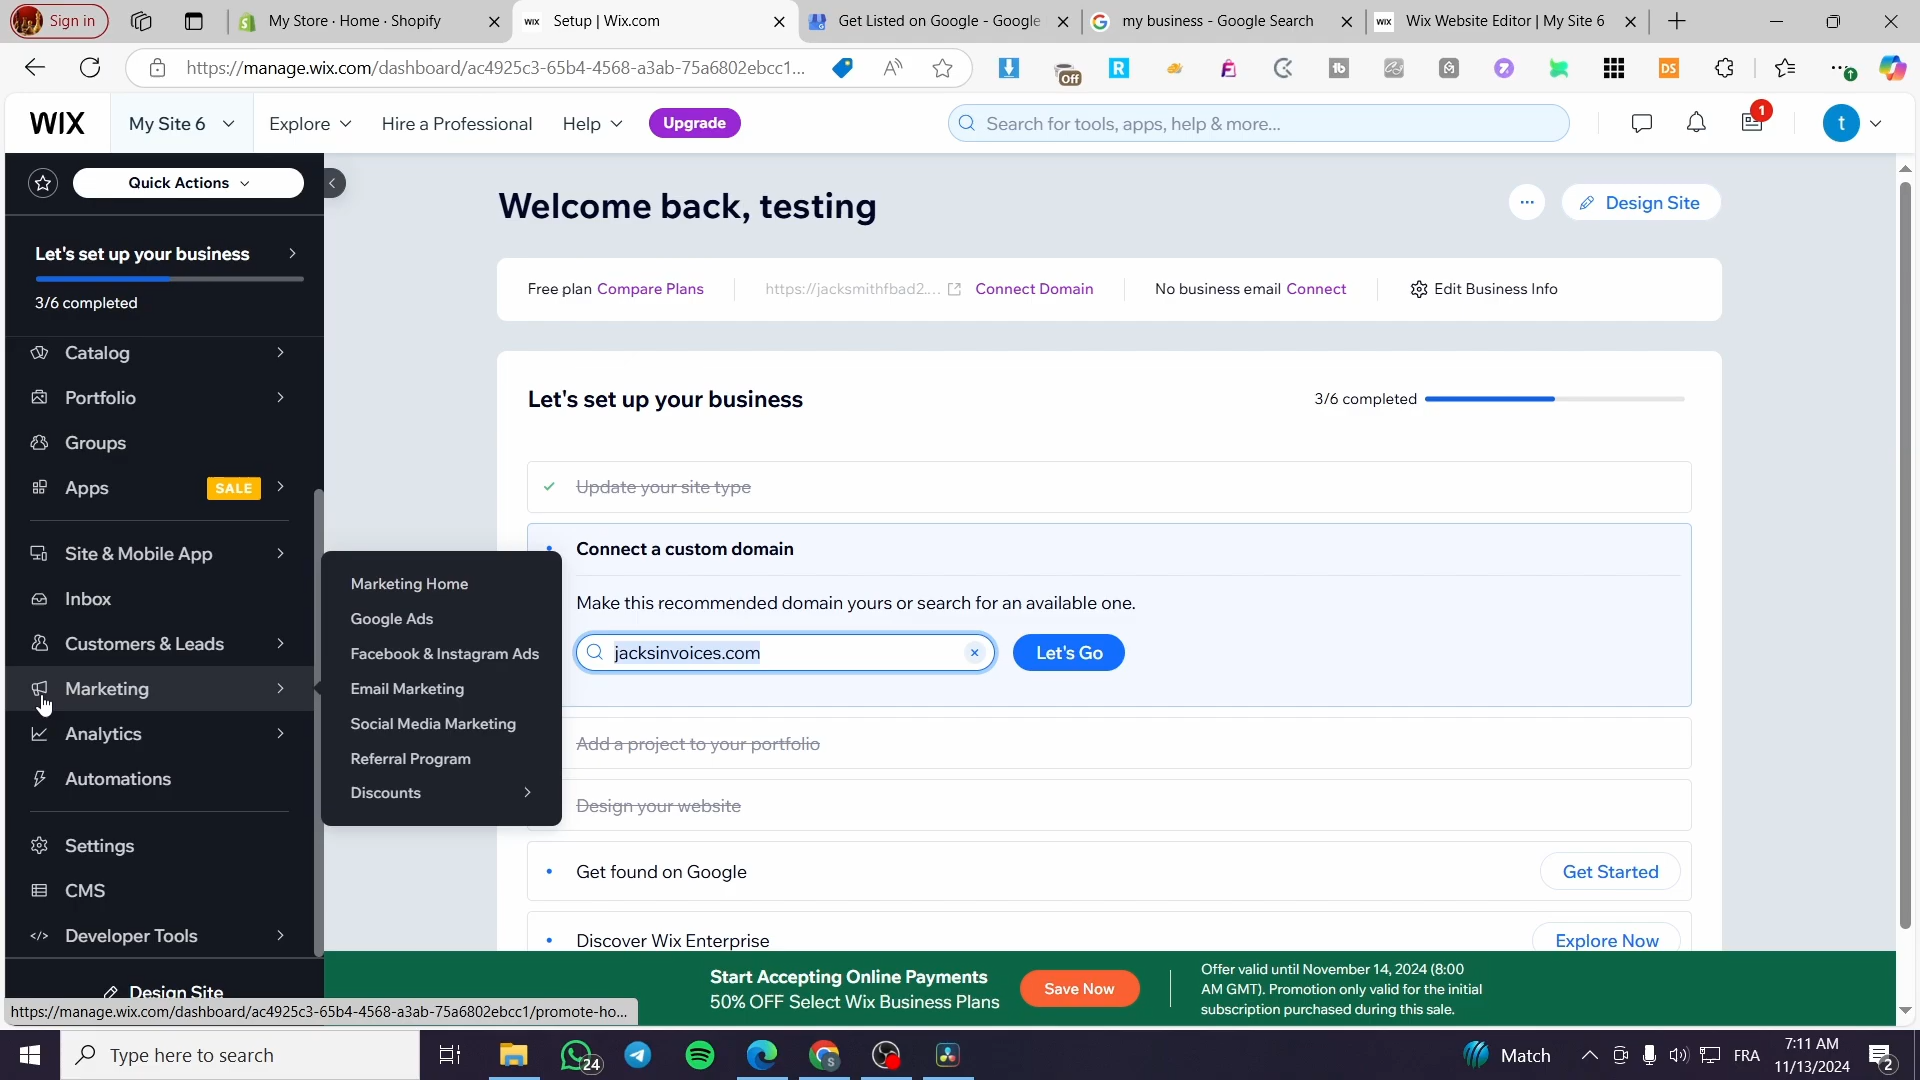 Sign in
My Store · Home · Shopify
WIX Setup | Wix.com
Get Listed on Google - Google
my business - Google Search
WIX Wix Website Editor | My Site 6
https://manage.wix.com/dashboard/ac4925c3-65b4-4568-a3ab-75a6802ebcc1...
Off
R
tb
DS
WIX
My Site 6
Explore
Hire a Professional
Help
Upgrade
Search for tools, apps, help & more...
1
t
Quick Actions
Let's set up your business
3/6 completed
Catalog
Portfolio
Groups
Apps
SALE
Site & Mobile App
Inbox
Customers & Leads
Marketing
Analytics
Automations
Settings
CMS
Developer Tools
Design Site
https://manage.wix.com/dashboard/ac4925c3-65b4-4568-a3ab-75a6802ebcc1/promote-ho...
Marketing Home
Google Ads
Facebook & Instagram Ads
Email Marketing
Social Media Marketing
Referral Program
Discounts
Welcome back, testing
Design Site
Free plan Compare Plans
https://jacksmithfbad2.... Connect Domain
No business email Connect
Edit Business Info
Let's set up your business
3/6 completed
Update your site type
Connect a custom domain
Make this recommended domain yours or search for an available one.
jacksinvoices.com
Let's Go
Add a project to your portfolio
Design your website
Get found on Google
Get Started
Discover Wix Enterprise
Explore Now
Start Accepting Online Payments
50% OFF Select Wix Business Plans
Save Now
Offer valid until November 14, 2024 (8:00
AM GMT). Promotion only valid for the initial
subscription purchased during this sale.
Type here to search
24
S
Match
FRA
7:11 AM
11/13/2024
2